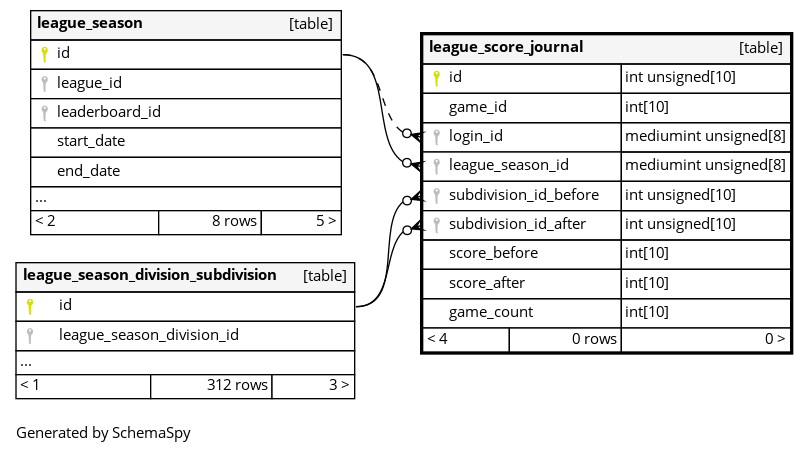 league_season [table]
id
league_id
leaderboard_id
start_date
end_date
...
< 2 8 rows 5 >
league_season_division_subdivision [table]
id
league_season_division_id
...
< 1 312 rows 3 >
league_score_journal [table]
id int unsigned[10]
game_id int[10]
login_id mediumint unsigned[8]
league_season_id mediumint unsigned[8]
subdivision_id_before int unsigned[10]
subdivision_id_after int unsigned[10]
score_before int[10]
score_after int[10]
game_count int[10]
< 4 0 rows 0 >
Generated by SchemaSpy